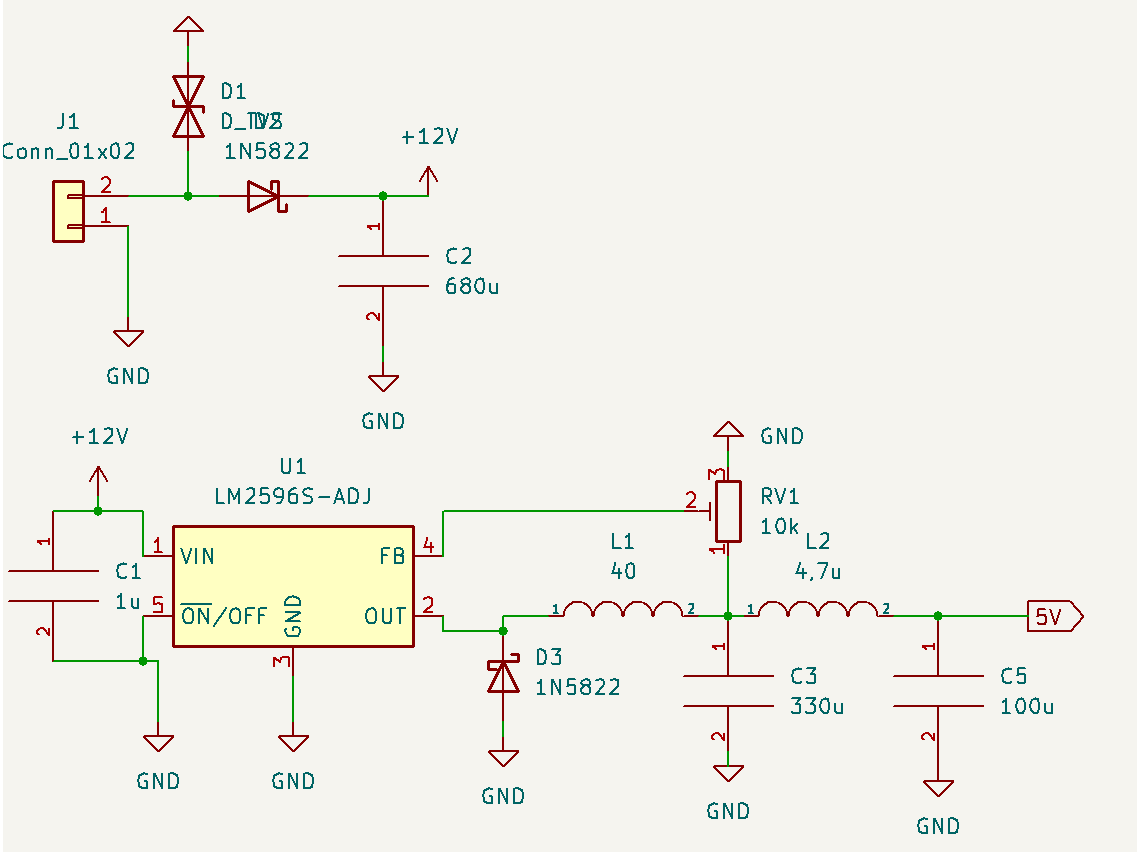 D1
D_TVS
D2
1N5822
J1
Conn_01x02
2
1
+12V
1
C2
680u
2
GND
GND
+12V
U1
LM2596S-ADJ
GND
3
2
RV1
10k
1
1
VIN
FB
4
C1
1u
1
2
5
ON/OFF
GND
OUT
2
3
L1
40
1
2
L2
4,7u
1
2
5V
D3
1N5822
1
C3
330u
2
1
C5
100u
2
GND
GND
GND
GND
GND